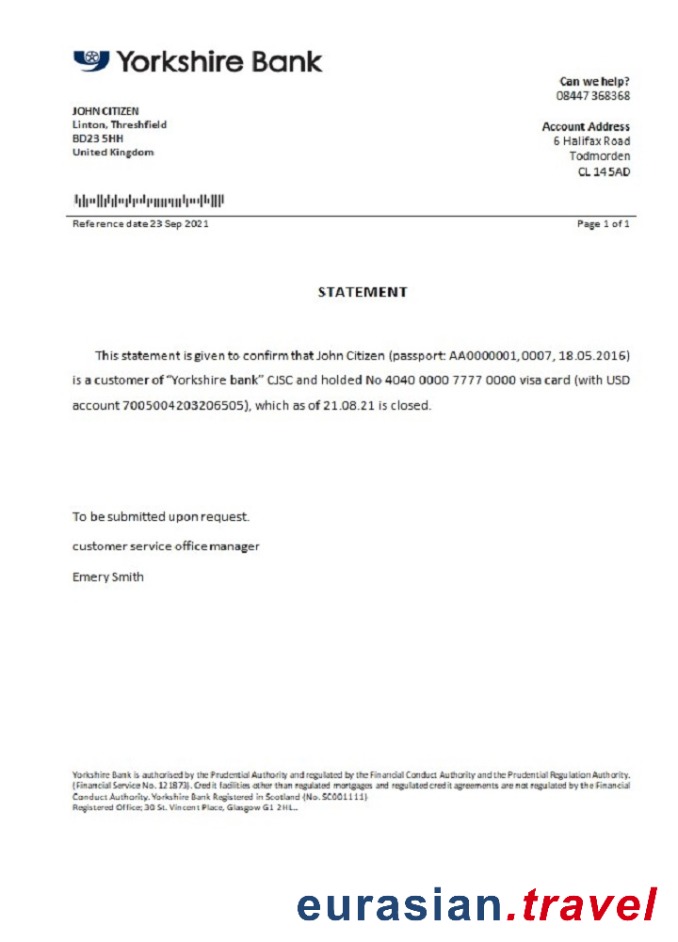 Yorkshire Bank
Can we help?
08447 368368
JOHN CITIZEN
Linton, Threshfield
BD23 5HH
United Kingdom
Account Address
6 Halifax Road
Todmorden
CL 14 5AD
Reference date 23 Sep 2021
Page 1 of 1
STATEMENT
This statement is given to confirm that John Citizen (passport: AA0000001, 0007, 18.05.2016)
is a customer of "Yorkshire bank" CJSC and holded No 4040 0000 7777 0000 visa card (with USD
account 7005004203206505), which as of 21.08.21 is closed.
To be submitted upon request.
customer service office manager
Emery Smith
Yorkshire Bank is authorised by the Prudential Authority and regulated by the Financial Conduct Authority and the Prudential Regulation Authority.
(Financial Service No. 121873). Credit facilities other than regulated mortgages and regulated credit agreements are not regulated by the Financial
Conduct Authority. Yorkshire Bank Registered in Scotland (No. SC001111)
Registered Office; 30 St. Vincent Place, Glasgow G1 2HL..
eurasian.travel